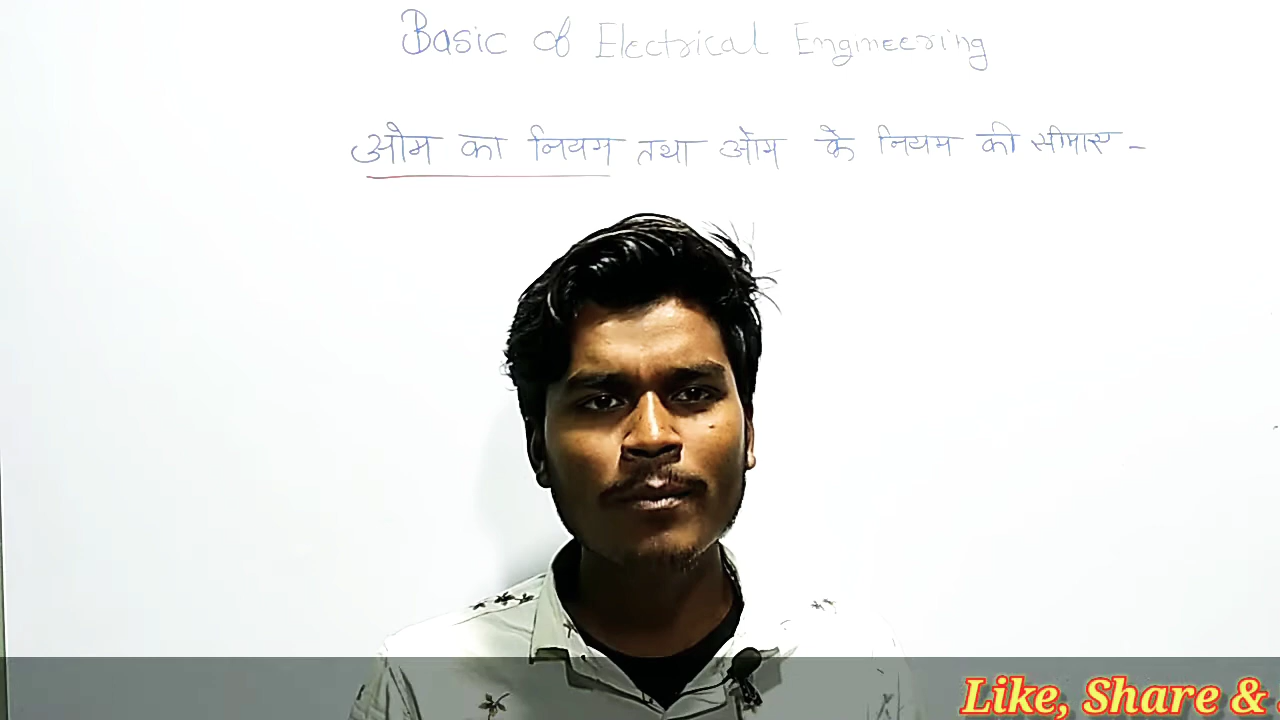 Basic of Electrical Engineering
ओम का नियम तथा ओम के नियम की सीमाए -
Like, Share &